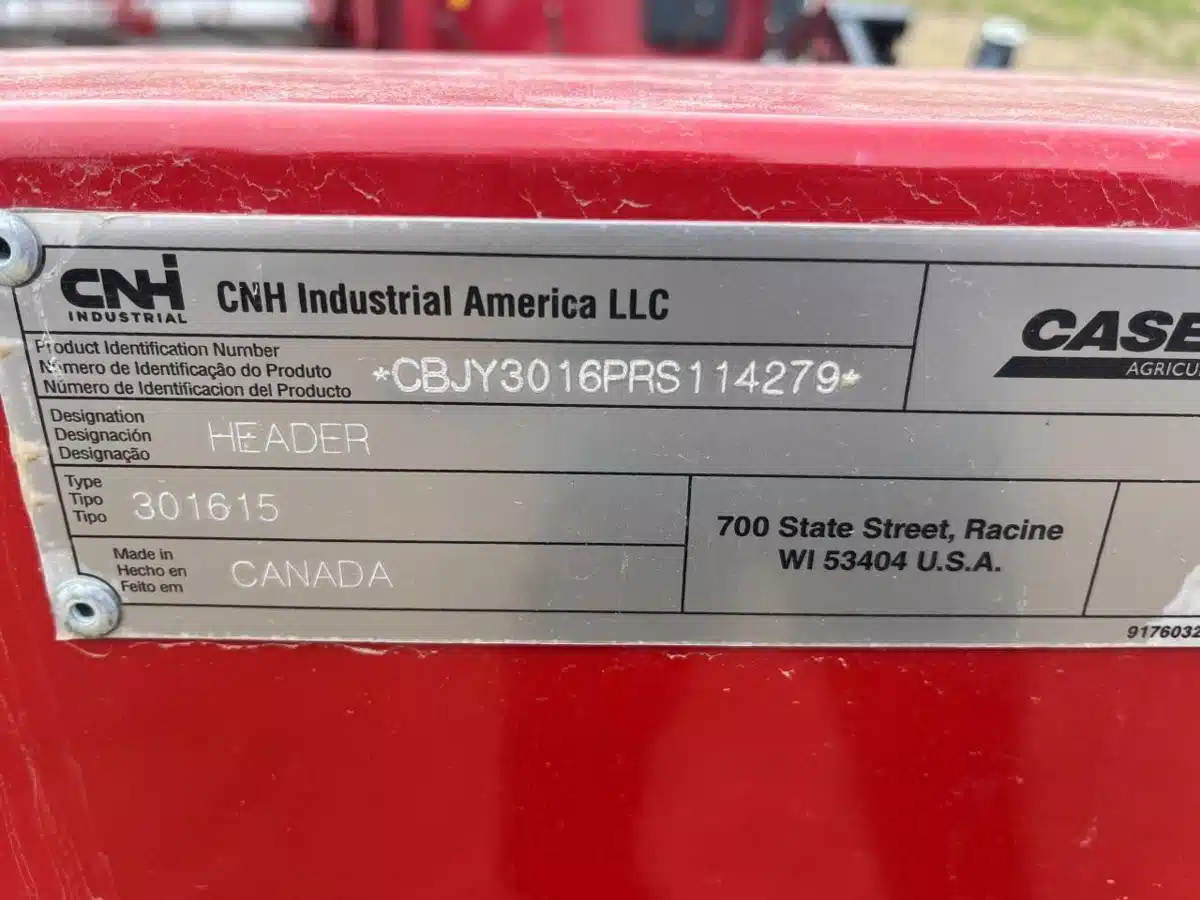 CNH
INDUSTRIAL
CNH Industrial America LLC
CASE
AGRICU
Product Identification Number
Número de Identificação do Produto
Número de Identificacion del Producto
*CBJY3016PRS114279*
Designation
Designación
Designação
HEADER
Type
Tipo
Tipo
301615
Made in
Hecho en
Feito em
CANADA
700 State Street, Racine
WI 53404 U.S.A.
9176032